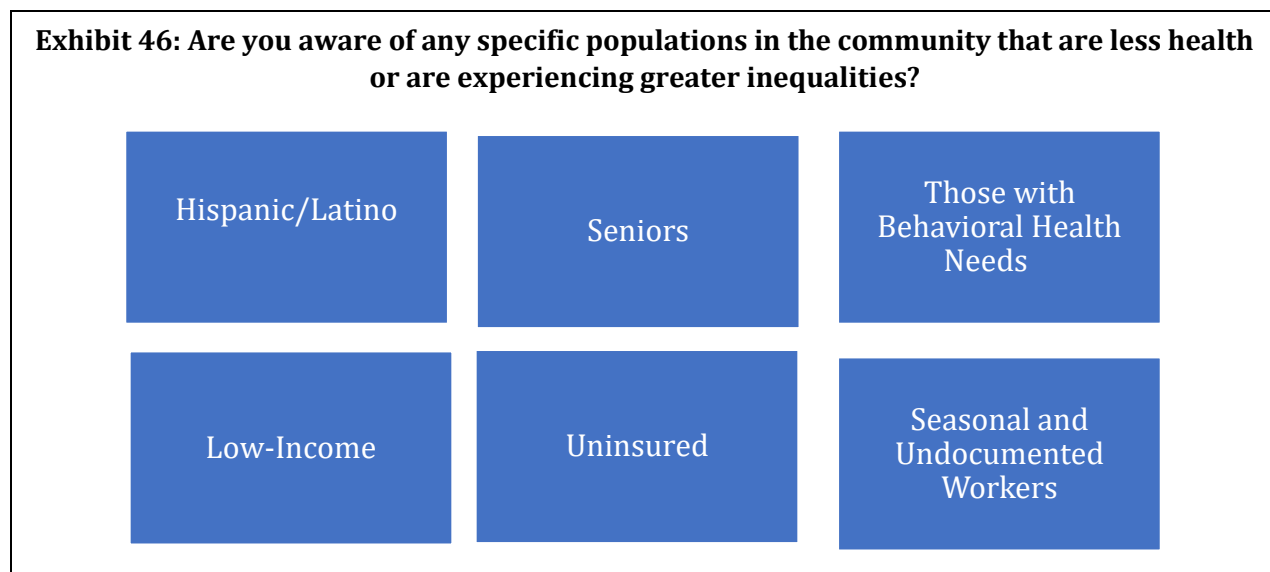 Exhibit 46: Are you aware of any specific populations in the community that are less health
or are experiencing greater inequalities?
Hispanic/Latino
Seniors
Those with
Behavioral Health
Needs
Low-Income
Uninsured
Seasonal and
Undocumented
Workers